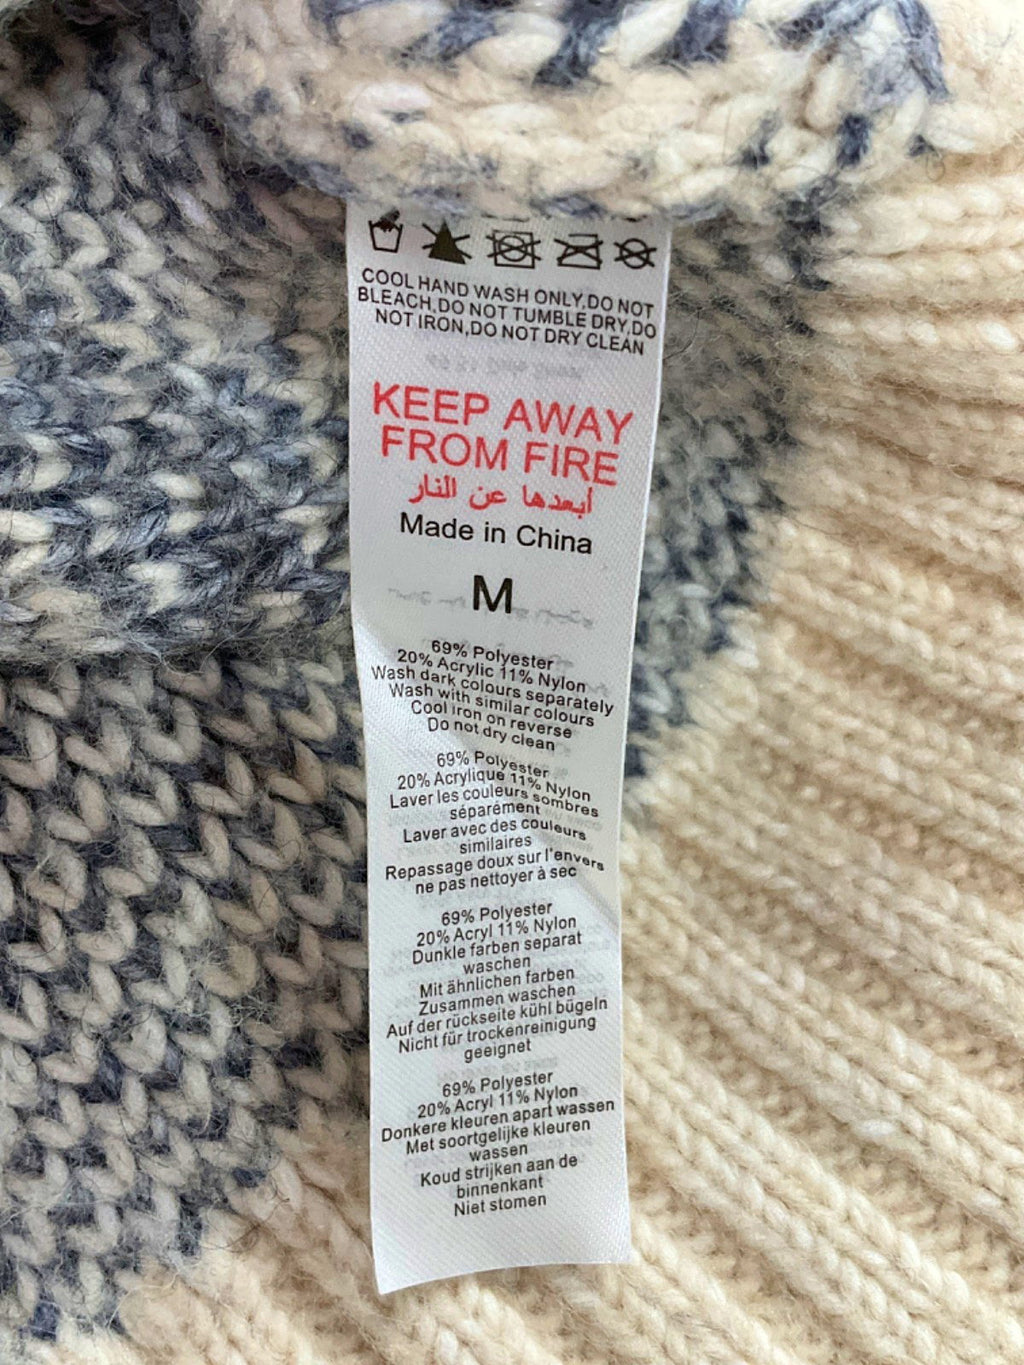 COOL HAND WASH ONLY,DO NOT
BLEACH,DO NOT TUMBLE DRY,DO
NOT IRON,DO NOT DRY CLEAN
KEEP AWAY
FROM FIRE
أبعدها عن النار
Made in China
M
69% Polyester
20% Acrylic 11% Nylon
Wash dark colours separately
Wash with similar colours
Cool iron on reverse
Do not dry clean
69% Polyester
20% Acrylique 11% Nylon
Laver les couleurs sombres
séparément
Laver avec des couleurs
similaires
Repassage doux sur l'envers
ne pas nettoyer à sec
69% Polyester
20% Acryl 11% Nylon
Dunkle farben separat
waschen
Mit ähnlichen farben
Zusammen waschen
Auf der rückseite kühl bügeln
Nicht für trockenreinigung
geeignet
69% Polyester
20% Acryl 11% Nylon
Donkere kleuren apart wassen
Met soortgelijke kleuren
wassen
Koud strijken aan de
binnenkant
Niet stomen